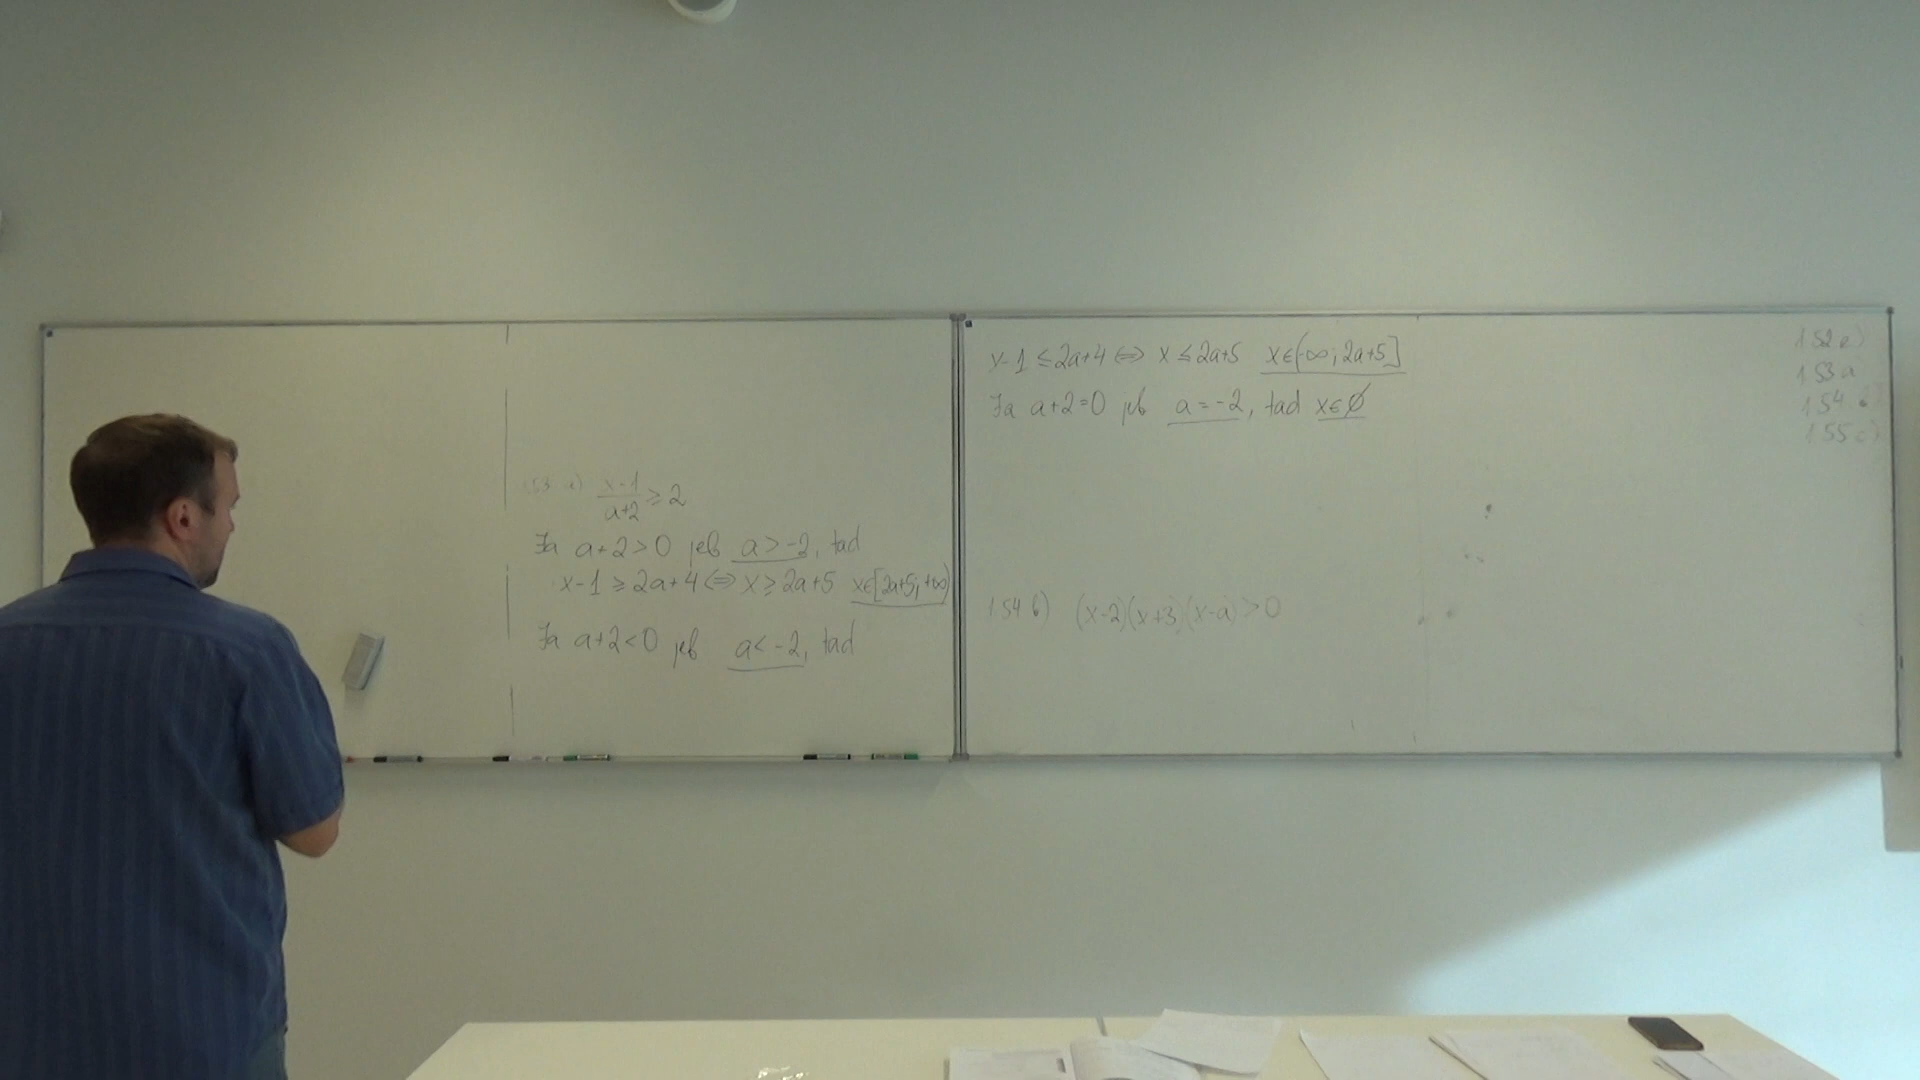 1.53 a) \frac{x-1}{a+2} ≥ 2
Ja a+2>0 jeb a>-2, tad
x-1 ≥ 2a+4 ⇔ x ≥ 2a+5 x∈[2a+5; +∞)
Ja a+2<0 jeb a<-2, tad
x-1 ≤ 2a+4 ⇔ x ≤ 2a+5 x∈(-∞; 2a+5]
Ja a+2=0 jeb a=-2, tad x∈∅
1.54 b) (x-2)(x+3)(x-a)>0
1.53 a
1.54
1.55